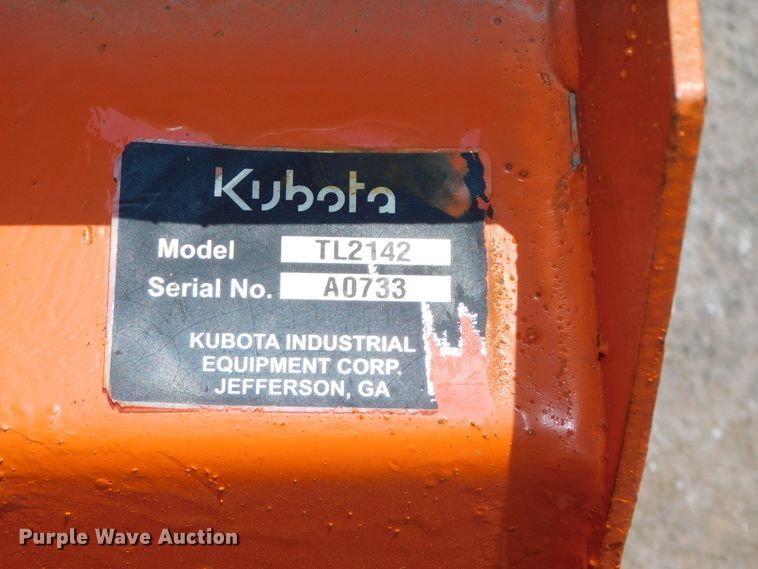 Kubota
Model TL2142
Serial No. A0733
KUBOTA INDUSTRIAL
EQUIPMENT CORP.
JEFFERSON, GA
Purple Wave Auction